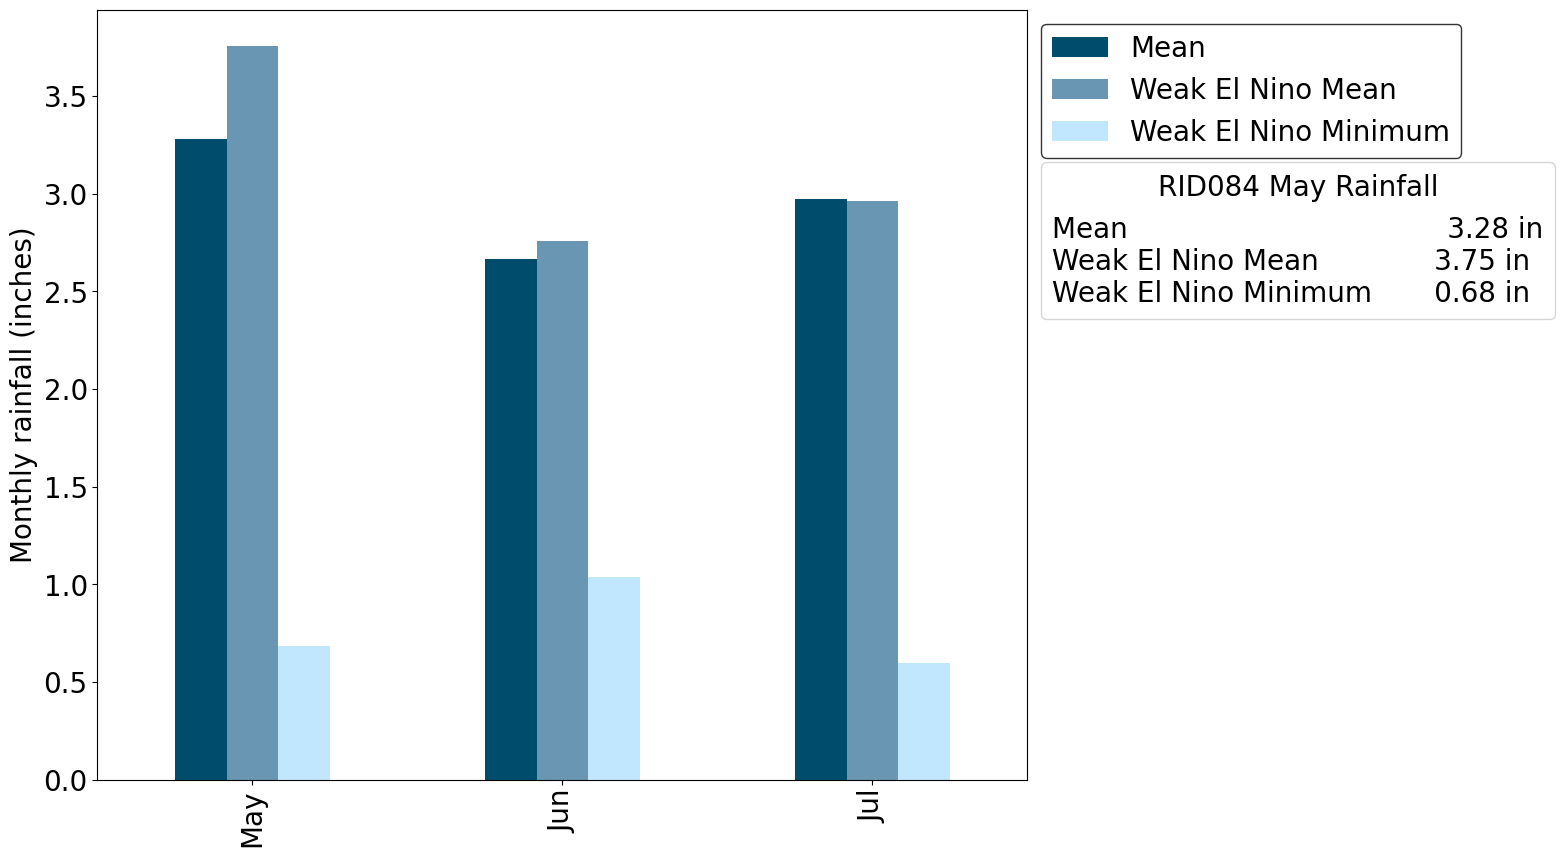 Monthly rainfall (inches)
3.5
3.0
2.5
2.0
1.5
1.0
0.5
0.0
May
Jun
Jul
Mean
Weak El Nino Mean
Weak El Nino Minimum
RID084 May Rainfall
Mean 3.28 in
Weak El Nino Mean 3.75 in
Weak El Nino Minimum 0.68 in